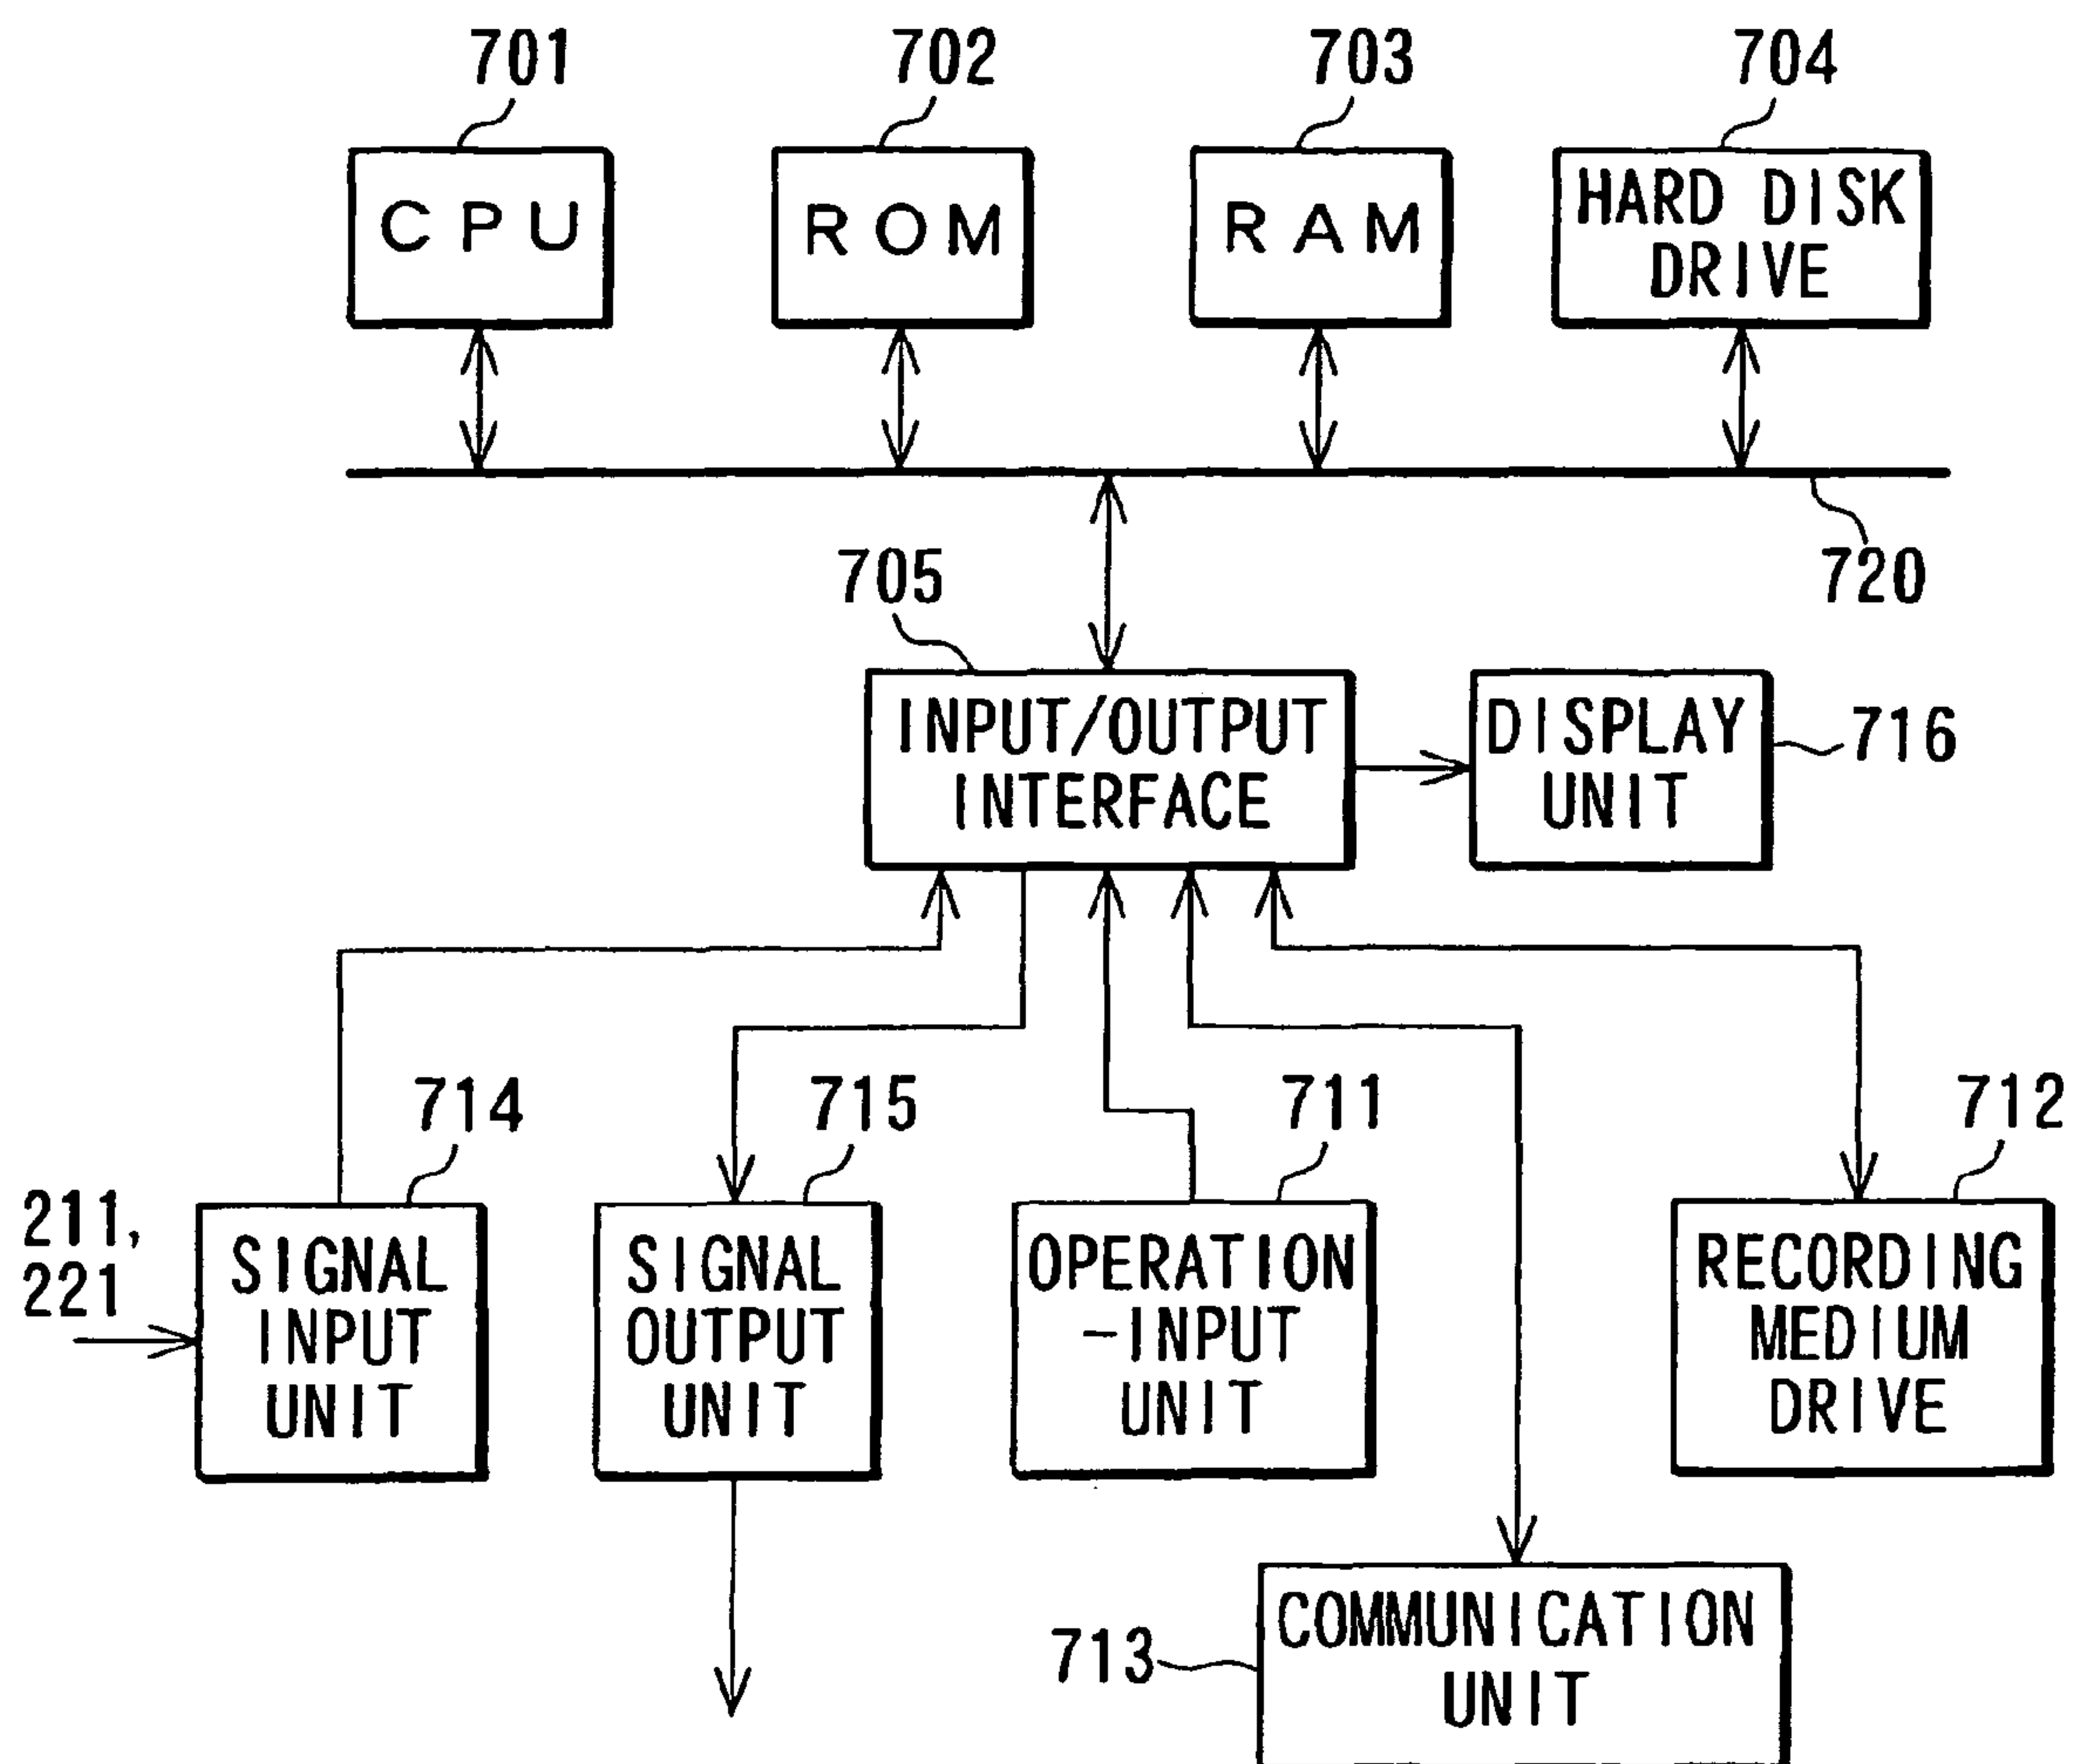 701
702
703
704
CPU
ROM
RAM
HARD DISK
DRIVE
720
705
INPUT/OUTPUT
INTERFACE
DISPLAY
UNIT
716
714
715
711
712
211,
221
SIGNAL
INPUT
UNIT
SIGNAL
OUTPUT
UNIT
OPERATION
-INPUT
UNIT
RECORDING
MEDIUM
DRIVE
713
COMMUNICATION
UNIT